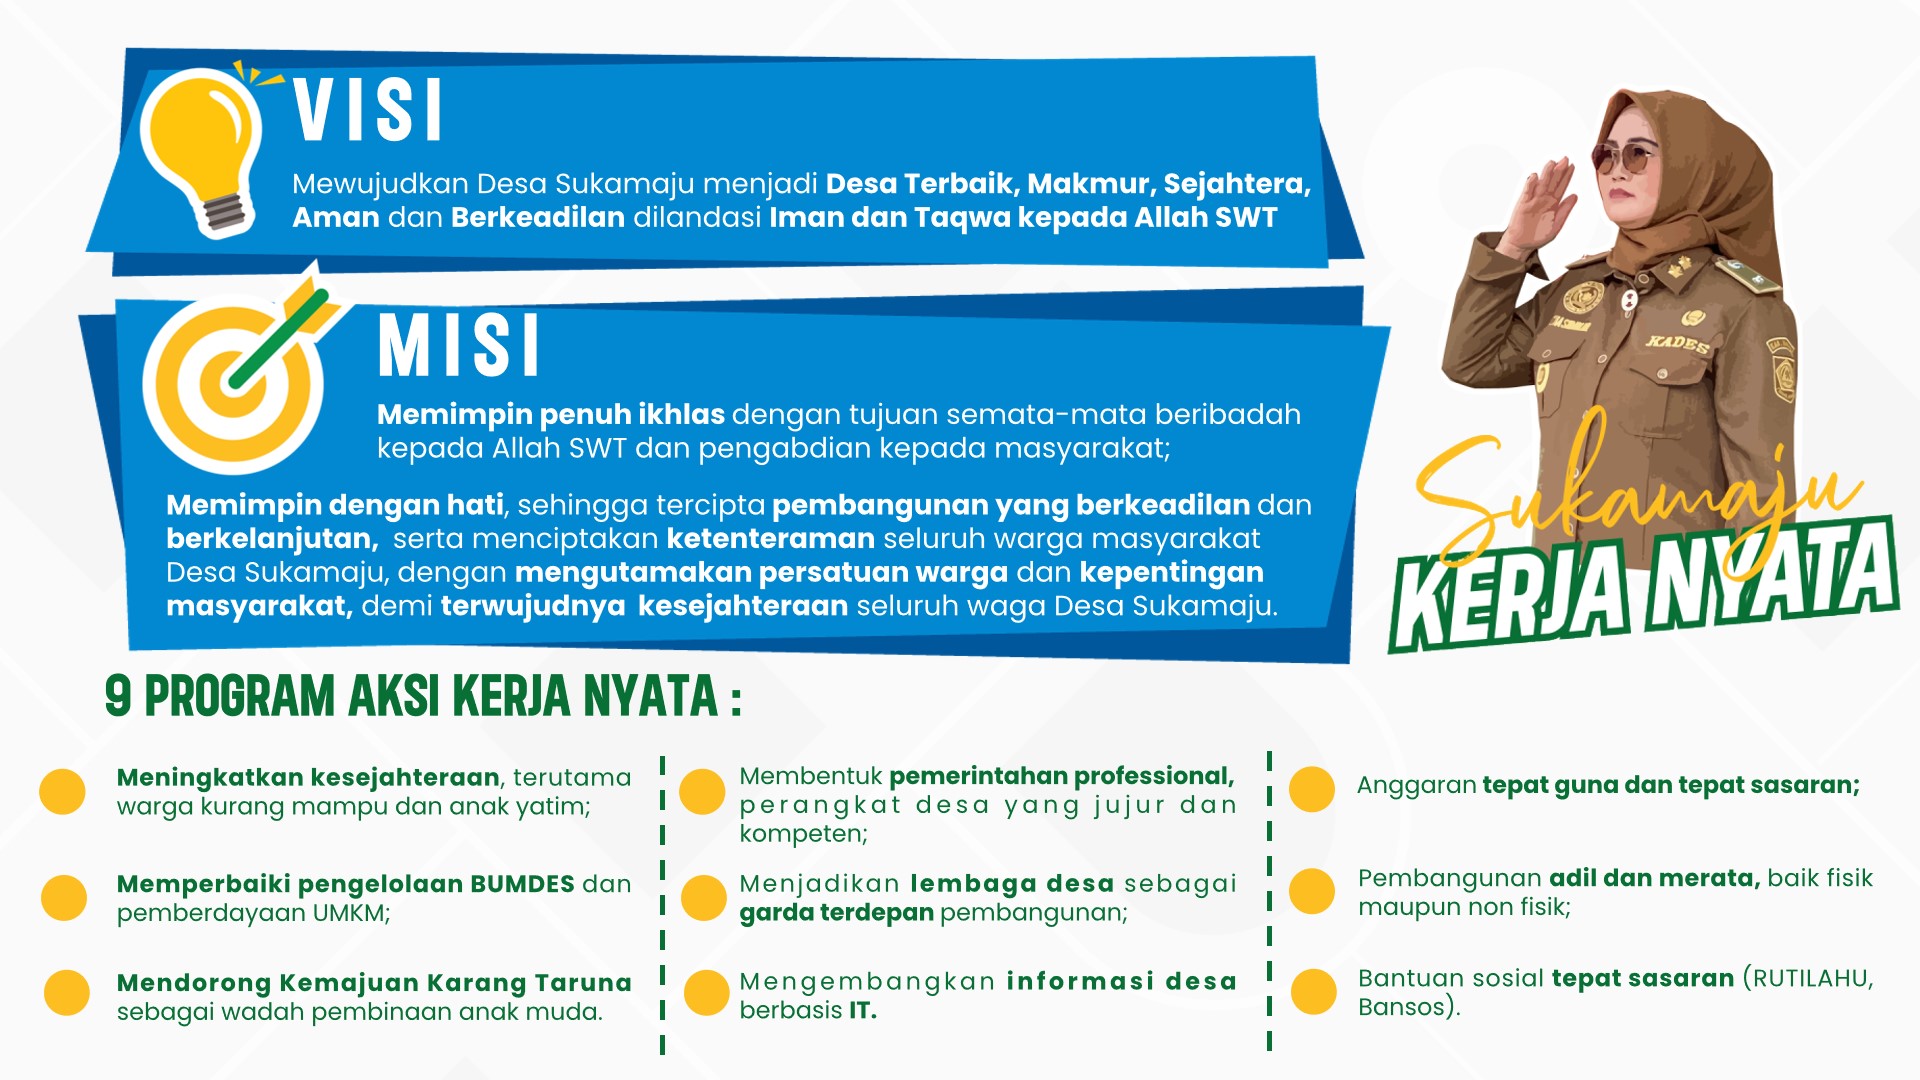 VISI
Mewujudkan Desa Sukamaju menjadi Desa Terbaik, Makmur, Sejahtera,
Aman dan Berkeadilan dilandasi Iman dan Taqwa kepada Allah SWT
MISI
Memimpin penuh ikhlas dengan tujuan semata-mata beribadah
kepada Allah SWT dan pengabdian kepada masyarakat;
Memimpin dengan hati, sehingga tercipta pembangunan yang berkeadilan dan
berkelanjutan, serta menciptakan ketenteraman seluruh warga masyarakat
Desa Sukamaju, dengan mengutamakan persatuan warga dan kepentingan
masyarakat, demi terwujudnya kesejahteraan seluruh waga Desa Sukamaju.
KADES
Sukamaju
KERJA NYATA
9 PROGRAM AKSI KERJA NYATA :
Meningkatkan kesejahteraan, terutama
warga kurang mampu dan anak yatim;
Memperbaiki pengelolaan BUMDES dan
pemberdayaan UMKM;
Mendorong Kemajuan Karang Taruna
sebagai wadah pembinaan anak muda.
Membentuk pemerintahan professional,
perangkat desa yang jujur dan
kompeten;
Menjadikan lembaga desa sebagai
garda terdepan pembangunan;
Mengembangkan informasi desa
berbasis IT.
Anggaran tepat guna dan tepat sasaran;
Pembangunan adil dan merata, baik fisik
maupun non fisik;
Bantuan sosial tepat sasaran (RUTILAHU,
Bansos).